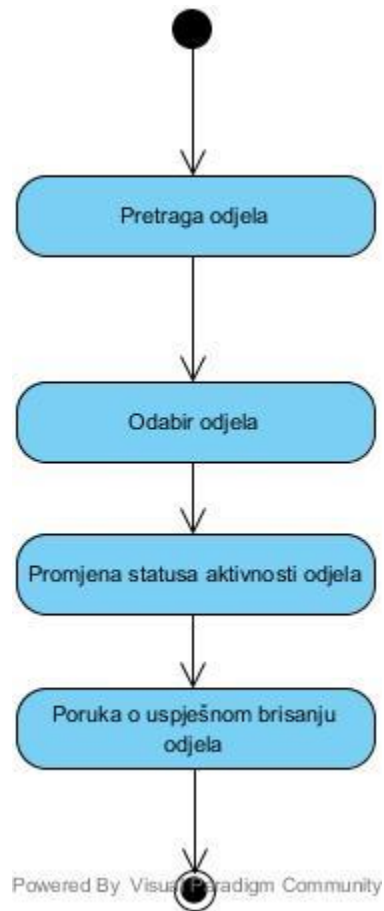 Pretraga odjela
Odabir odjela
Promjena statusa aktivnosti odjela
Poruka o uspješnom brisanju
odjela
Powered By Visual Paradigm Community